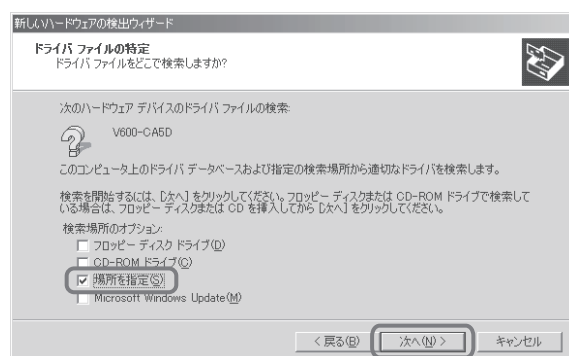 新しいハードウェアの検出ウィザード
ドライバ ファイルの特定
ドライバ ファイルをどこで検索しますか?
次のハードウェア デバイスのドライバ ファイルの検索:
V600-CA5D
このコンピュータ上のドライバ データベースおよび指定の検索場所から適切なドライバを検索します。
検索を開始するには、[次へ] をクリックしてください。フロッピー ディスクまたは CD-ROM ドライブで検索して
いる場合は、フロッピー ディスクまたは CD を挿入してから [次へ] をクリックしてください。
検索場所のオプション:
フロッピー ディスク ドライブ(D)
CD-ROM ドライブ(C)
場所を指定(S)
Microsoft Windows Update(M)
< 戻る(B)
次へ(N) >
キャンセル